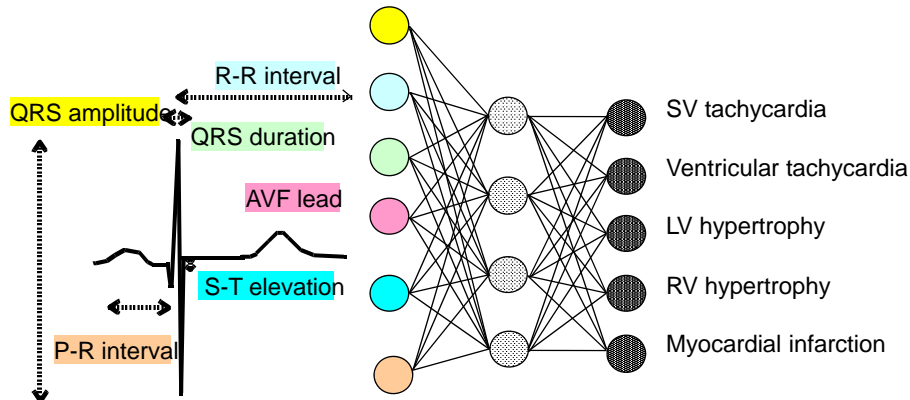 R-R interval
QRS amplitude
QRS duration
AVF lead
S-T elevation
P-R interval
SV tachycardia
Ventricular tachycardia
LV hypertrophy
RV hypertrophy
Myocardial infarction